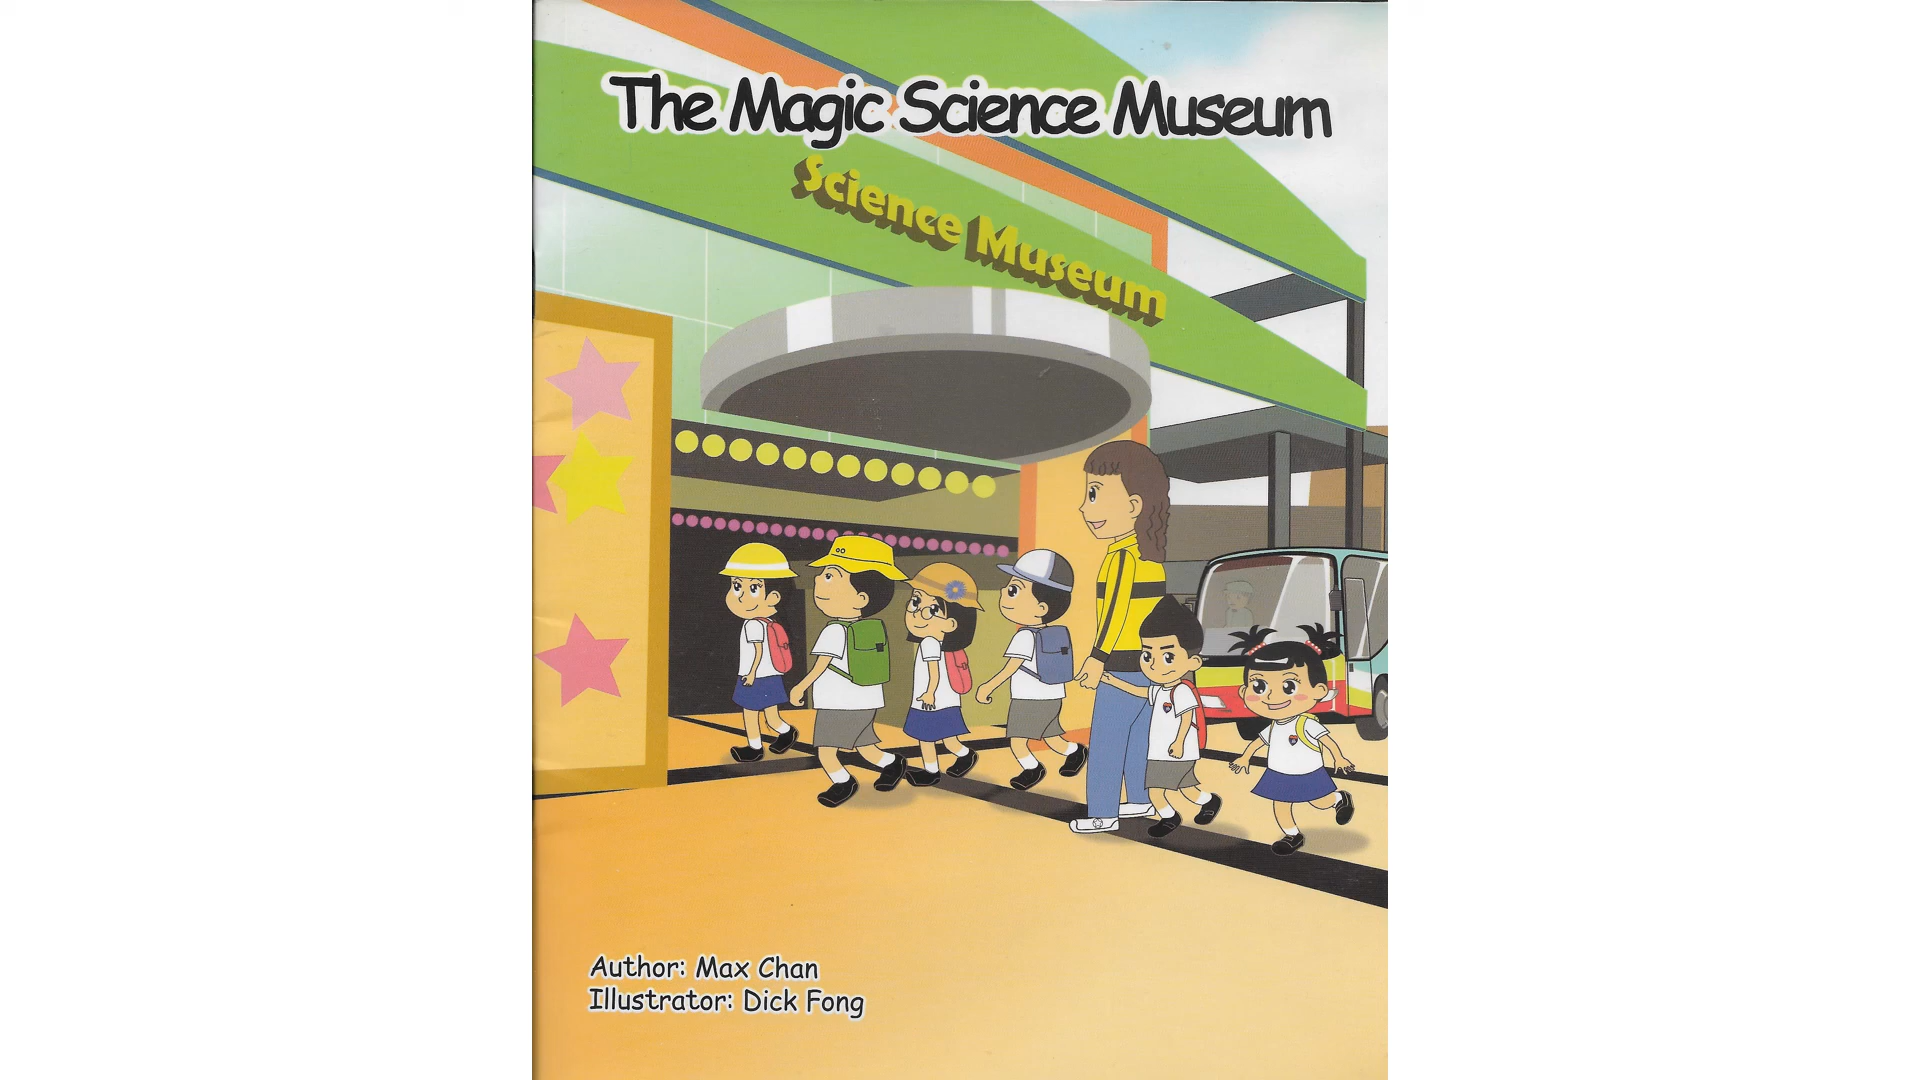 The Magic Science Museum
Science Museum
Author: Max Chan
Illustrator: Dick Fong